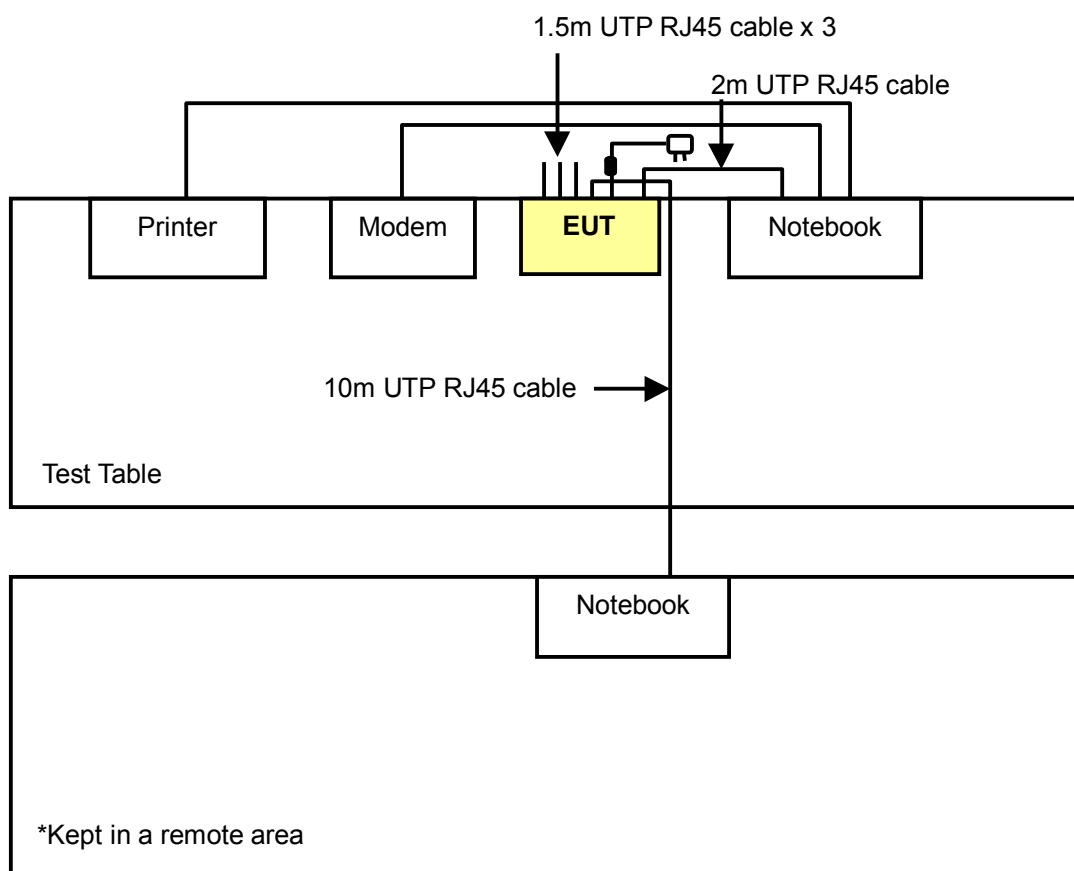 1.5m UTP RJ45 cable x 3
2m UTP RJ45 cable
Printer
Modem
EUT
Notebook
10m UTP RJ45 cable
Test Table
Notebook
*Kept in a remote area